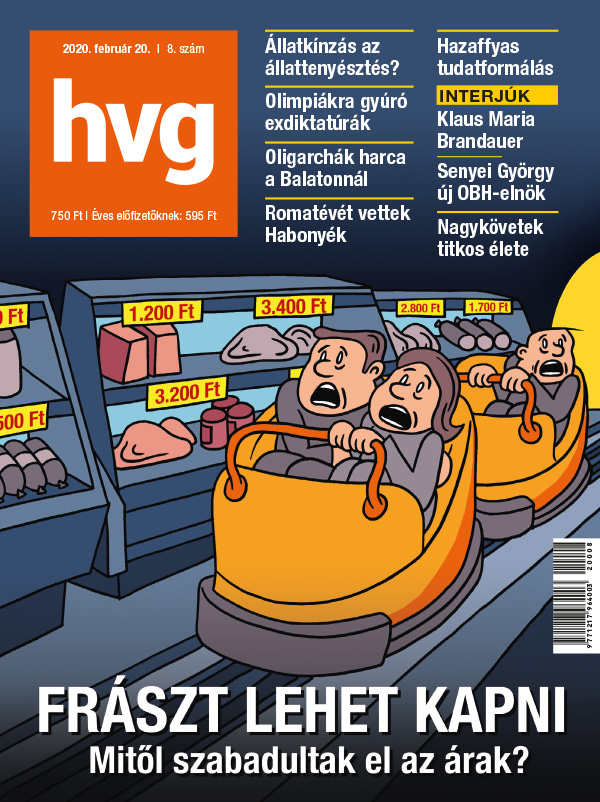 2020. február 20. I 8. szám
hvg
750 Ft I Éves előfizetőknek: 595 Ft
Állatkínzás az
állattenyésztés?
Olimpiákra gyúró
exdiktatúrák
Oligarchák harca
a Balatonnál
Romatévét vettek
Habonyék
Hazaffyas
tudatformálás
INTERJÚK
Klaus Maria
Brandauer
Senyei György
új OBH-elnök
Nagykövetek
titkos élete
0 Ft
1.200 Ft
3.400 Ft
2.800 Ft
1.700 Ft
3.200 Ft
500 Ft
20008
9771217964003
FRÁSZT LEHET KAPNI
Mitől szabadultak el az árak?